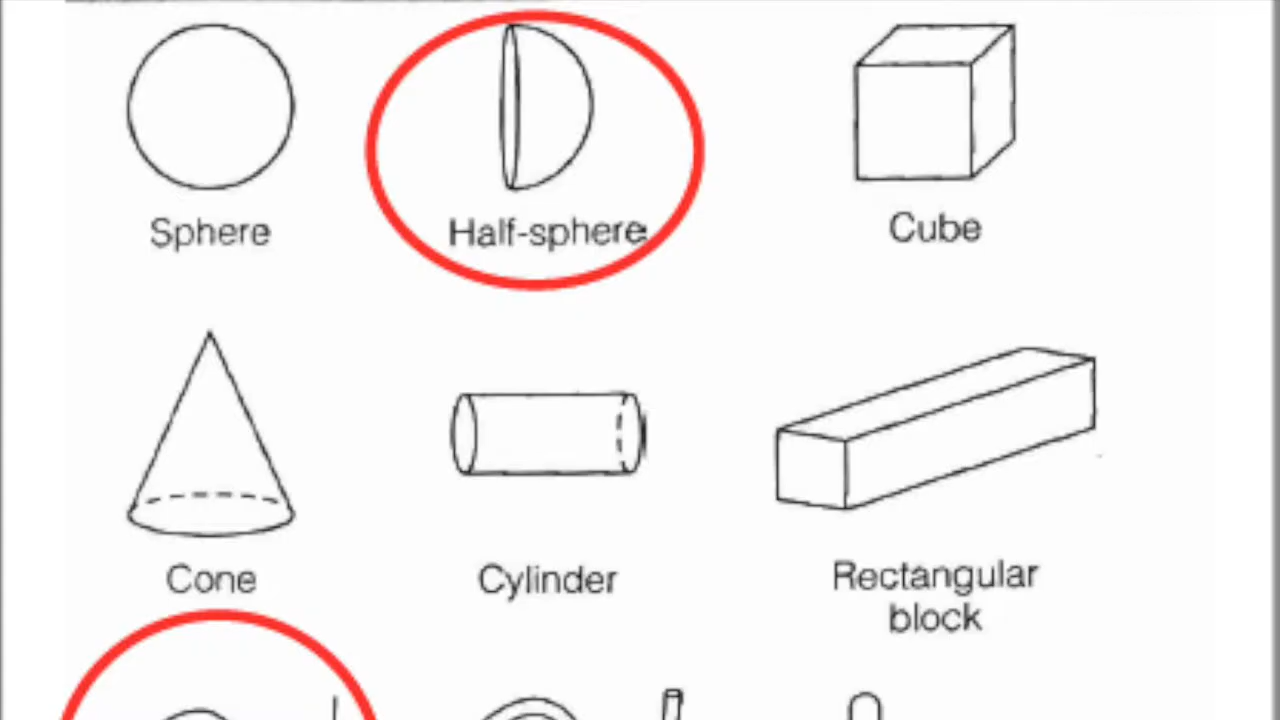 Sphere
Half-sphere
Cube
Cone
Cylinder
Rectangular
block